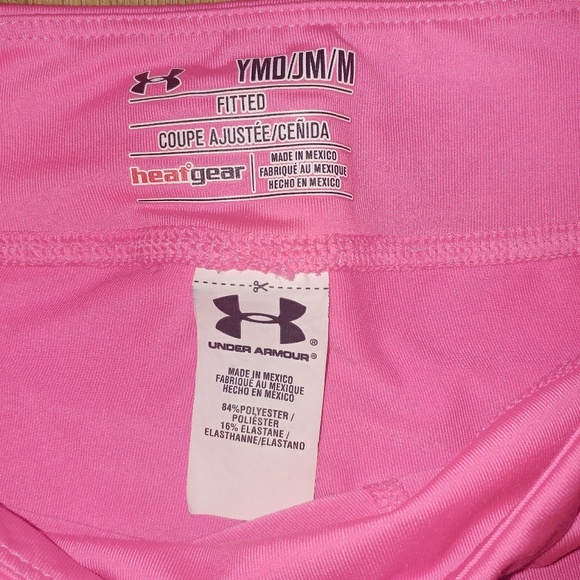 YMD/JM/M
FITTED
COUPE AJUSTÉE/CEÑIDA
heatgear
MADE IN MEXICO
FABRIQUÉ AU MEXIQUE
HECHO EN MEXICO
UNDER ARMOUR®
MADE IN MEXICO
FABRIQUÉ AU MEXIQUE
HECHO EN MÉXICO
84%POLYESTER /
POLIÉSTER
16% ELASTANE /
ELASTHANNE/ELASTANO